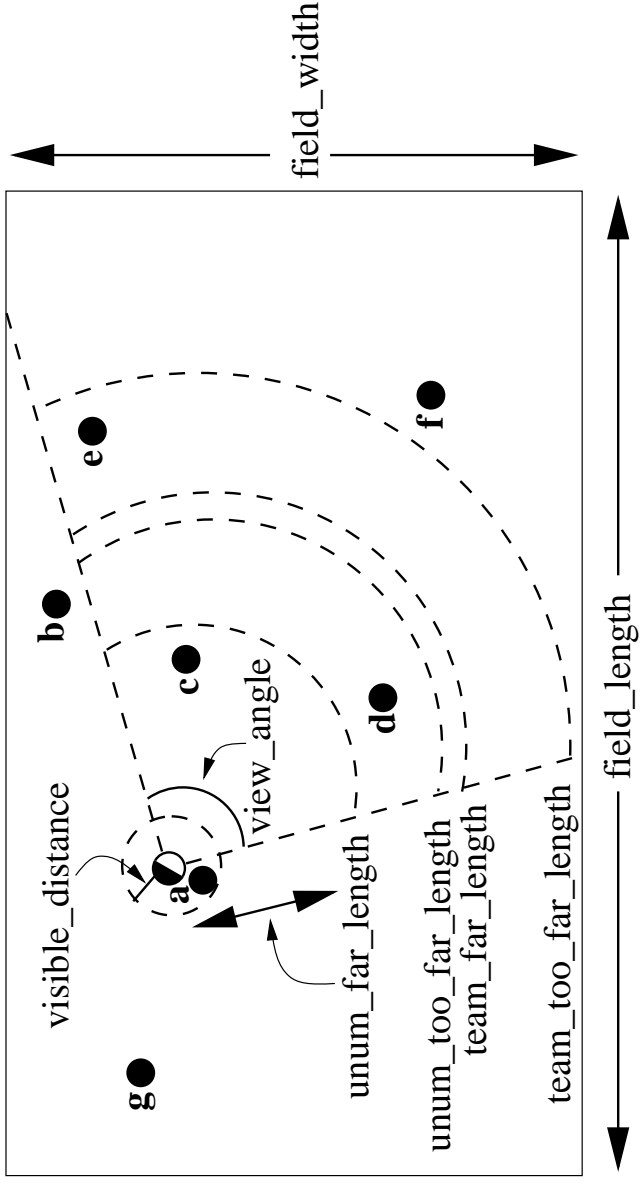 field_width
e
f
b
c
d
view_angle
visible_distance
a
g
unum_far_length
unum_too_far_length
team_far_length
team_too_far_length
field_length